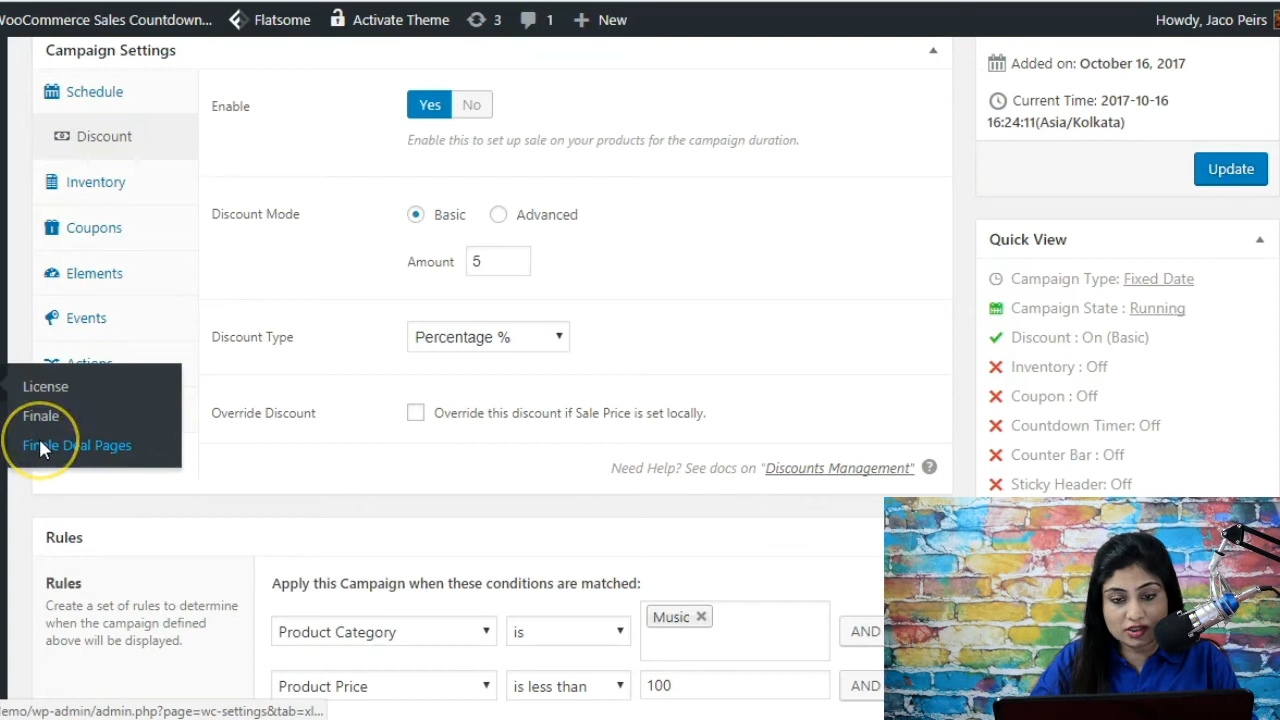 WooCommerce Sales Countdown...
Flatsome
Activate Theme
3
1
New
Howdy, Jaco Peirs
Campaign Settings
Schedule
Discount
Inventory
Coupons
Elements
Events
Actions
License
Finale
Finale Deal Pages
Enable
Yes
No
Enable this to set up sale on your products for the campaign duration.
Discount Mode
Basic
Advanced
Amount
5
Discount Type
Percentage %
Override Discount
Override this discount if Sale Price is set locally.
Need Help? See docs on "Discounts Management"
Added on: October 16, 2017
Current Time: 2017-10-16
16:24:11(Asia/Kolkata)
Update
Quick View
Campaign Type: Fixed Date
Campaign State : Running
Discount : On (Basic)
Inventory : Off
Coupon : Off
Countdown Timer: Off
Counter Bar : Off
Sticky Header: Off
Rules
Rules
Create a set of rules to determine
when the campaign defined
above will be displayed.
Apply this Campaign when these conditions are matched:
Product Category
is
Music
AND
Product Price
is less than
100
AND
demo/wp-admin/admin.php?page=wc-settings&tab=xl...